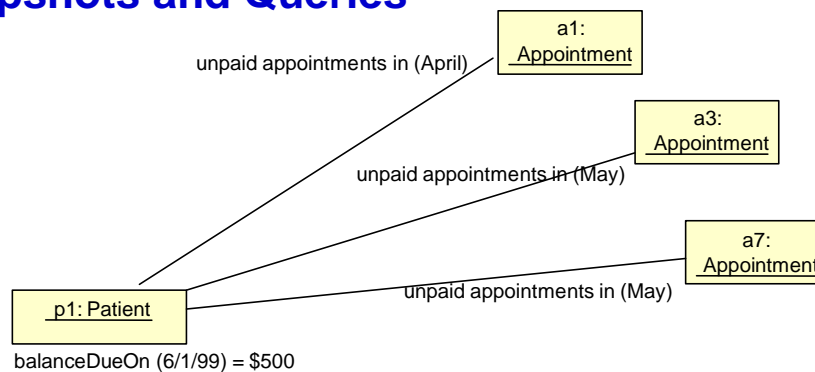 pshots and Queries
a1:
Appointment
unpaid appointments in (April)
a3:
Appointment
unpaid appointments in (May)
a7:
Appointment
unpaid appointments in (May)
p1: Patient
balanceDueOn (6/1/99) = $500